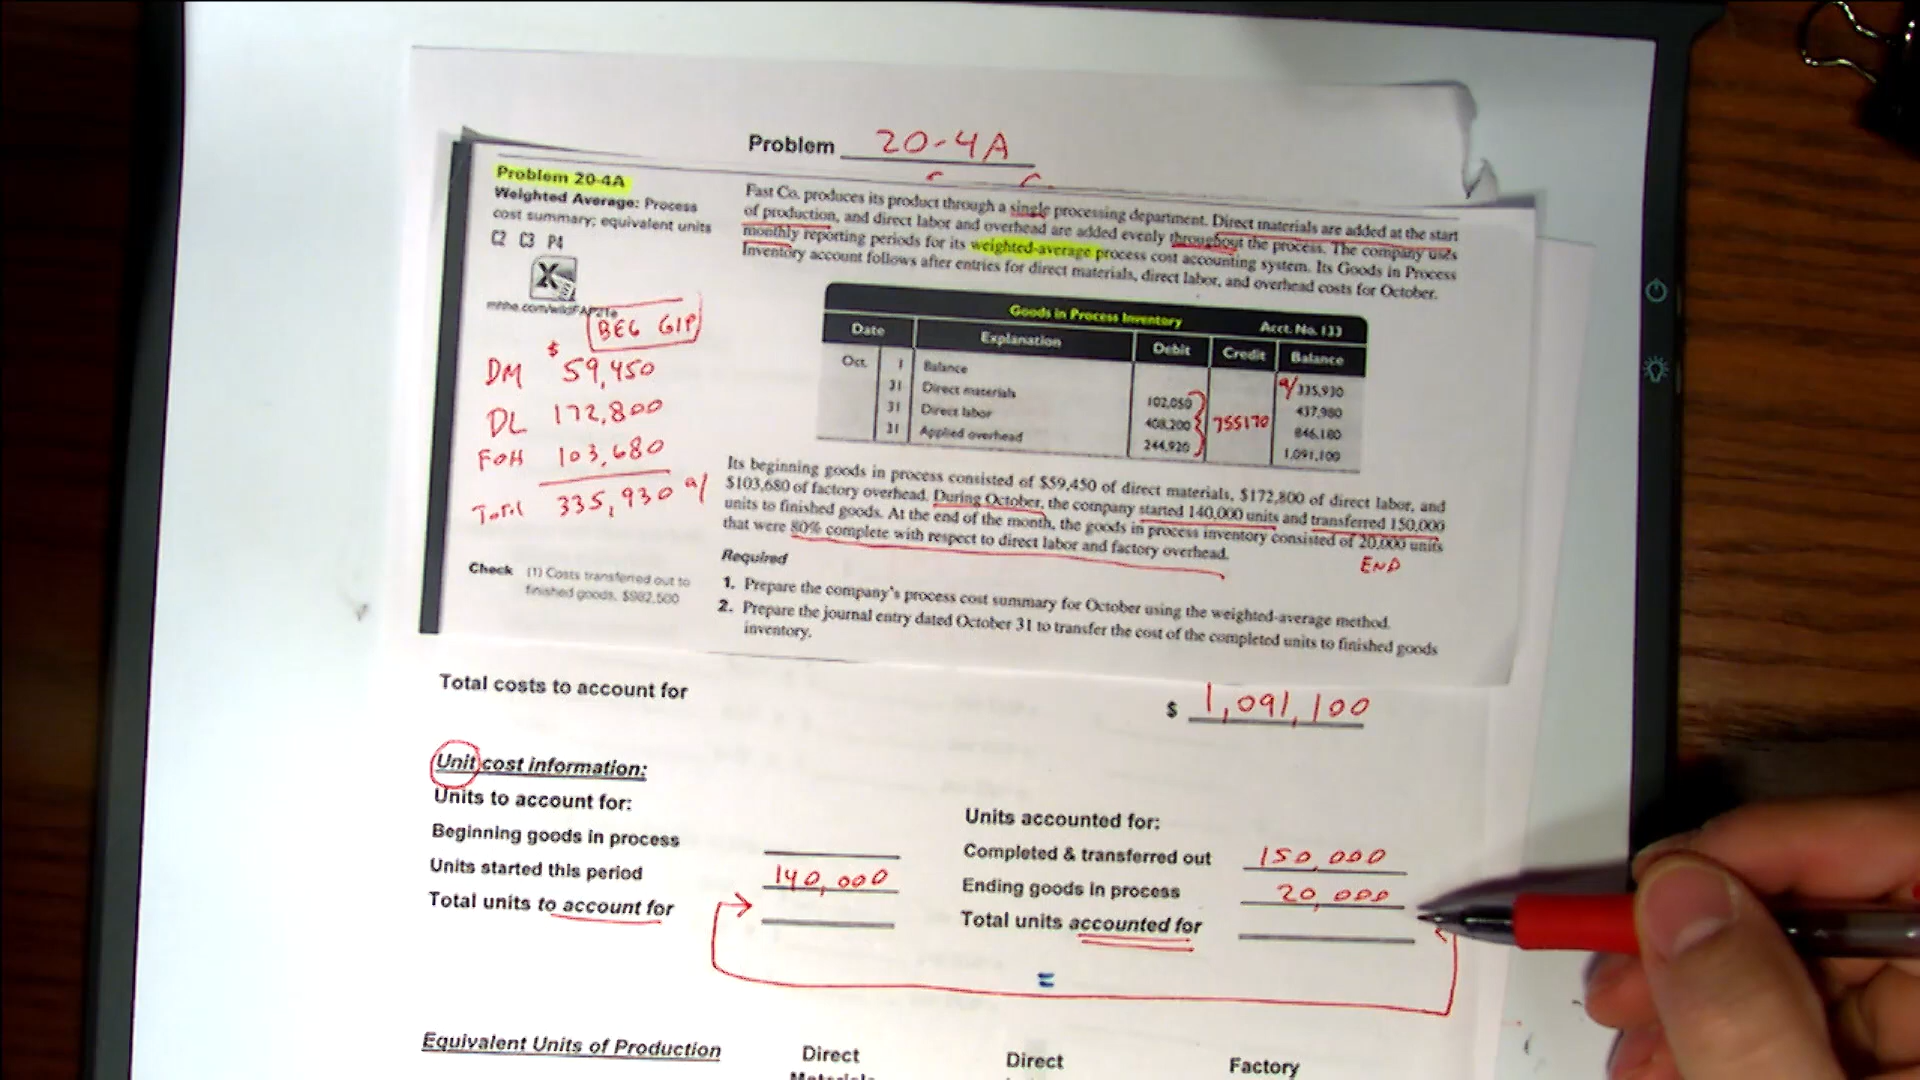 Problem 20-4A
Problem 20-4A
Weighted Average: Process
cost summary; equivalent units
C2 C3 P4
X
Fast Co. produces its product through a single processing department. Direct materials are added at the start
of production, and direct labor and overhead are added evenly throughout the process. The company uses
monthly reporting periods for its weighted-average process cost accounting system. Its Goods in Process
Inventory account follows after entries for direct materials, direct labor, and overhead costs for October.
BEG GIP
DM $ 59,450
DL 172,800
FOH 103,680
Total 335,930 a/
Goods in Process Inventory Acct. No. 133
Date Explanation Debit Credit Balance
Oct. 1 Balance a/ 335,930
31 Direct materials 102,050 437,980
31 Direct labor 408,200 755170 846,180
31 Applied overhead 244,920 1,091,100
Its beginning goods in process consisted of $59,450 of direct materials, $172,800 of direct labor, and
$103,680 of factory overhead. During October, the company started 140,000 units and transferred 150,000
units to finished goods. At the end of the month, the goods in process inventory consisted of 20,000 units
that were 80% complete with respect to direct labor and factory overhead.
END
Required
1. Prepare the company's process cost summary for October using the weighted-average method.
2. Prepare the journal entry dated October 31 to transfer the cost of the completed units to finished goods
inventory.
Check (1) Costs transferred out to
finished goods, $982,500
Total costs to account for $ 1,091,100
Unit cost information:
Units to account for:
Beginning goods in process
Units started this period 140,000
Total units to account for
Units accounted for:
Completed & transferred out 150,000
Ending goods in process 20,000
Total units accounted for
=
Equivalent Units of Production
Direct
Materials
Direct
Factory